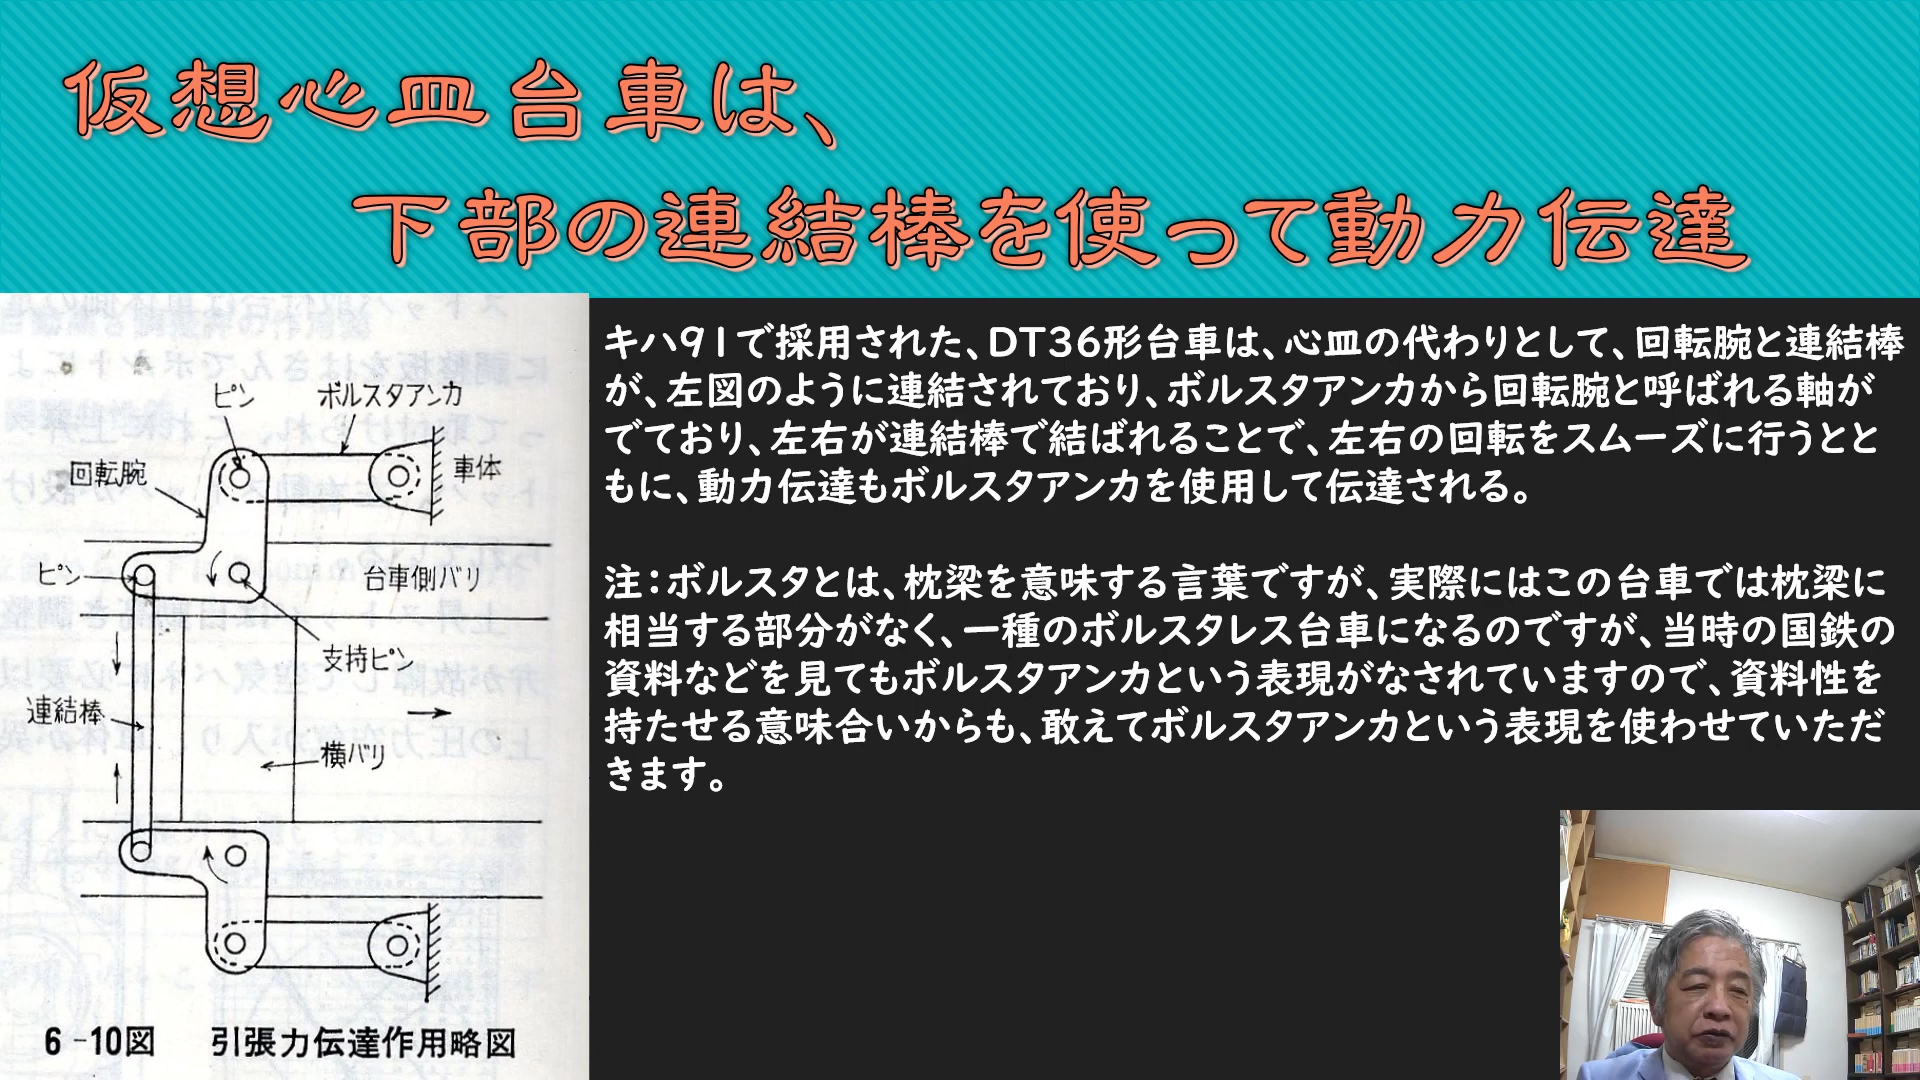 仮想心皿台車は、
下部の連結棒を使って動力伝達
キハ91で採用された、DT36形台車は、心皿の代わりとして、回転腕と連結棒
が、左図のように連結されており、ボルスタアンカから回転腕と呼ばれる軸が
でており、左右が連結棒で結ばれることで、左右の回転をスムーズに行うとと
もに、動力伝達もボルスタアンカを使用して伝達される。
注：ボルスタとは、枕梁を意味する言葉ですが、実際にはこの台車では枕梁に
相当する部分がなく、一種のボルスタレス台車になるのですが、当時の国鉄の
資料などを見てもボルスタアンカという表現がなされていますので、資料性を
持たせる意味合いからも、敢えてボルスタアンカという表現を使わせていただ
きます。
ピン
ボルスタアンカ
回転腕
車体
ピン
台車側バリ
支持ピン
連結棒
横バリ
6-10図 引張力伝達作用略図